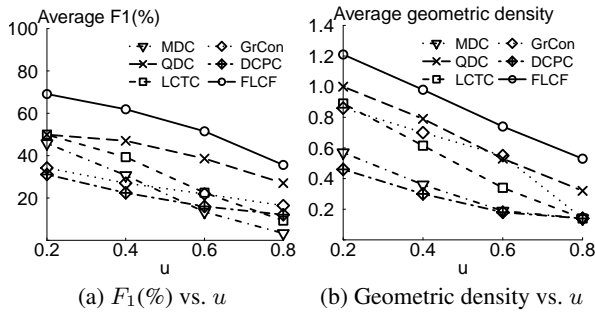 Average F1(%)
100
80
60
40
20
MDC
QDC
LCTC
GrCon
DCPC
FLCF
0.2 0.4 0.6 0.8
u
(a) F₁(%) vs. u
Average geometric density
1.4
1.2
1.0
0.8
0.6
0.4
0.2
MDC
QDC
LCTC
GrCon
DCPC
FLCF
0.2 0.4 0.6 0.8
u
(b) Geometric density vs. u